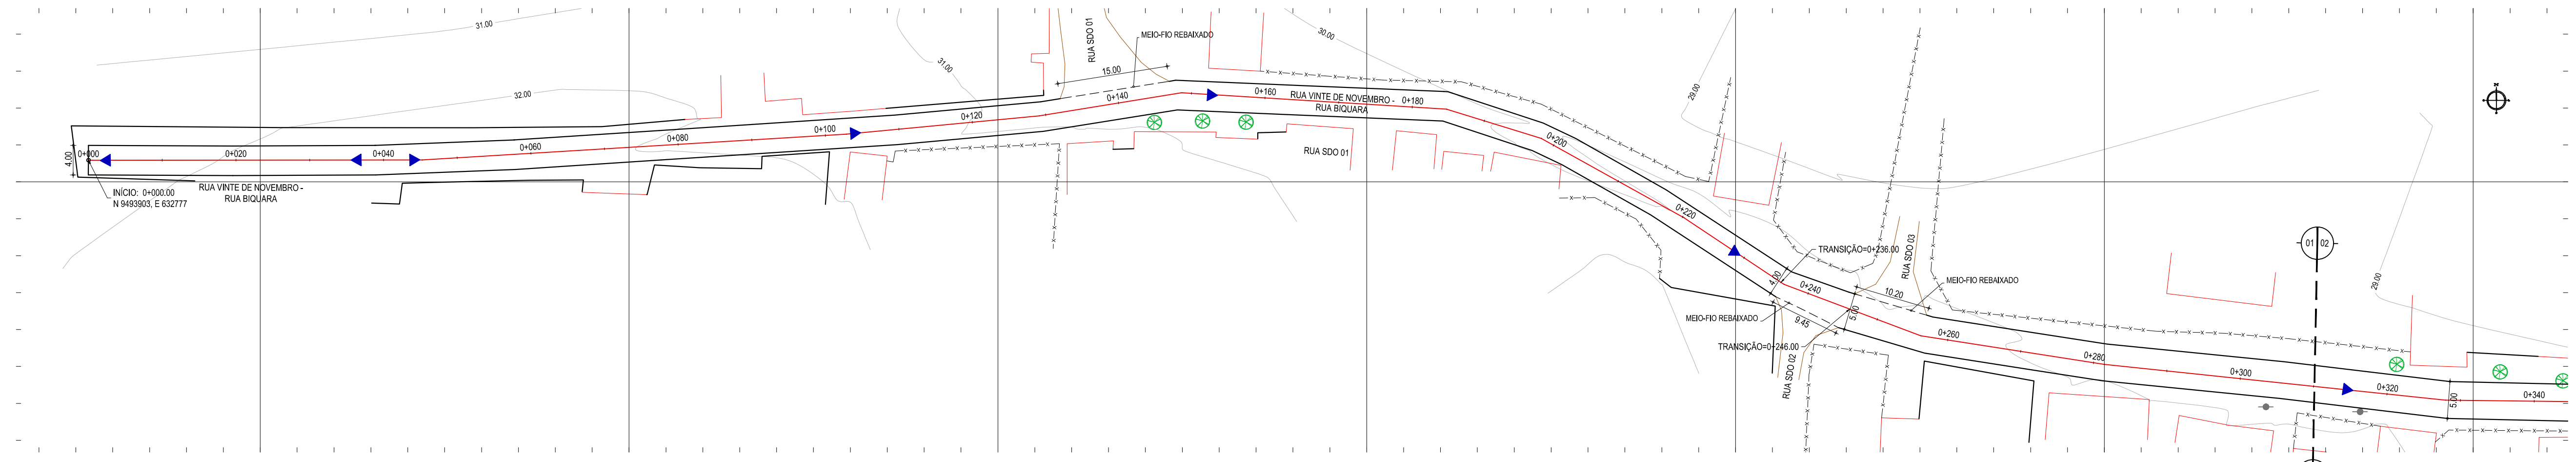 31.00
32.00
31.00
RUA SDO 01
MEIO-FIO REBAIXADO
15.00
30.00
29.00
4.00
0+000
0+020
0+040
0+060
0+080
0+100
0+120
0+140
0+160
RUA VINTE DE NOVEMBRO -
RUA BIQUARA
0+180
0+200
0+220
INÍCIO: 0+000.00
N 9493903, E 632777
RUA VINTE DE NOVEMBRO -
RUA BIQUARA
RUA SDO 01
TRANSIÇÃO=0+236.00
4.00
0+240
RUA SDO 03
MEIO-FIO REBAIXADO
10.20
5.00
MEIO-FIO REBAIXADO
9.45
TRANSIÇÃO=0+246.00
RUA SDO 02
0+260
0+280
0+300
01 02
29.00
0+320
5.00
0+340